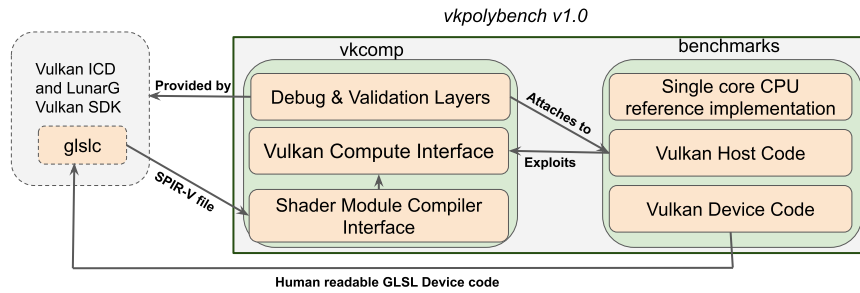 vkpolybench v1.0
vkcomp
benchmarks
Vulkan ICD
and LunarG
Vulkan SDK
glslc
Provided by
Debug & Validation Layers
Attaches to
Single core CPU
reference implementation
Vulkan Compute Interface
Exploits
Vulkan Host Code
SPIR-V file
Shader Module Compiler
Interface
Vulkan Device Code
Human readable GLSL Device code